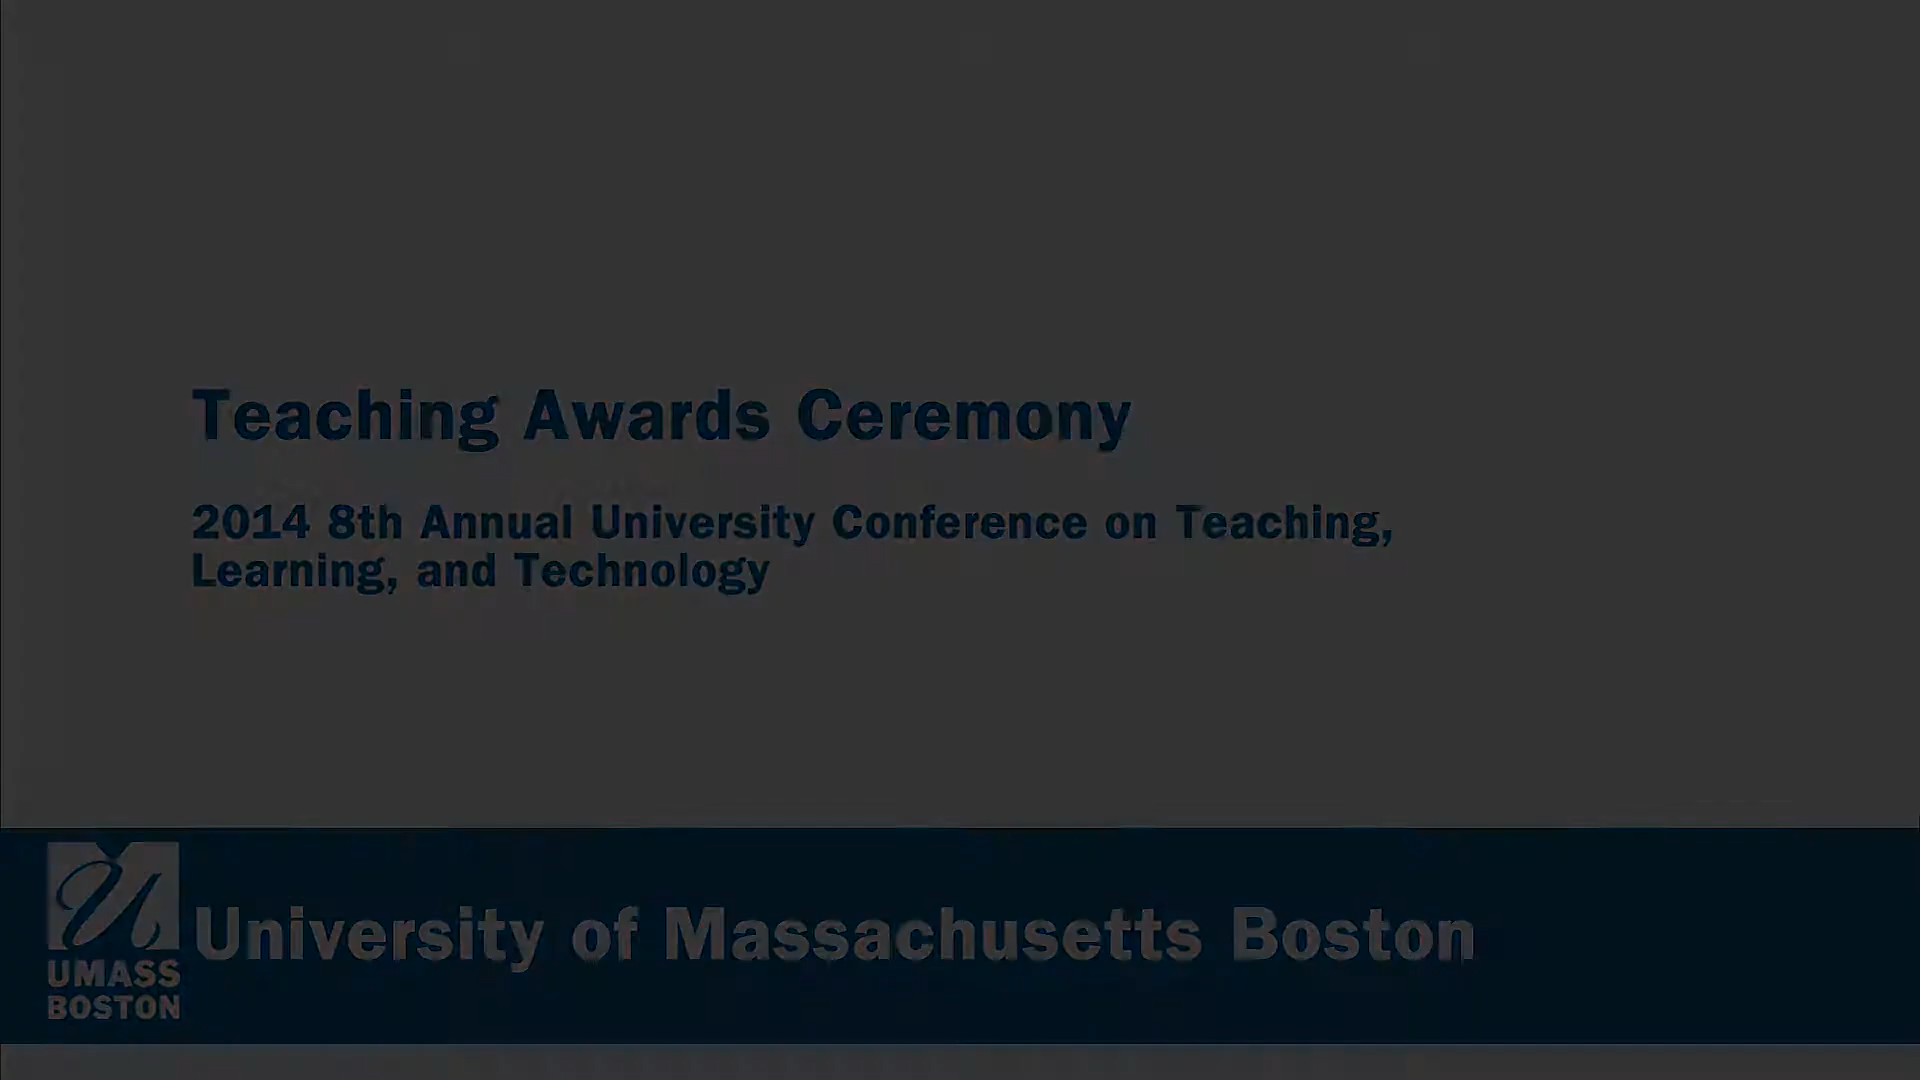 Teaching Awards Ceremony
2014 8th Annual University Conference on Teaching,
Learning, and Technology
University of Massachusetts Boston
UMASS
BOSTON